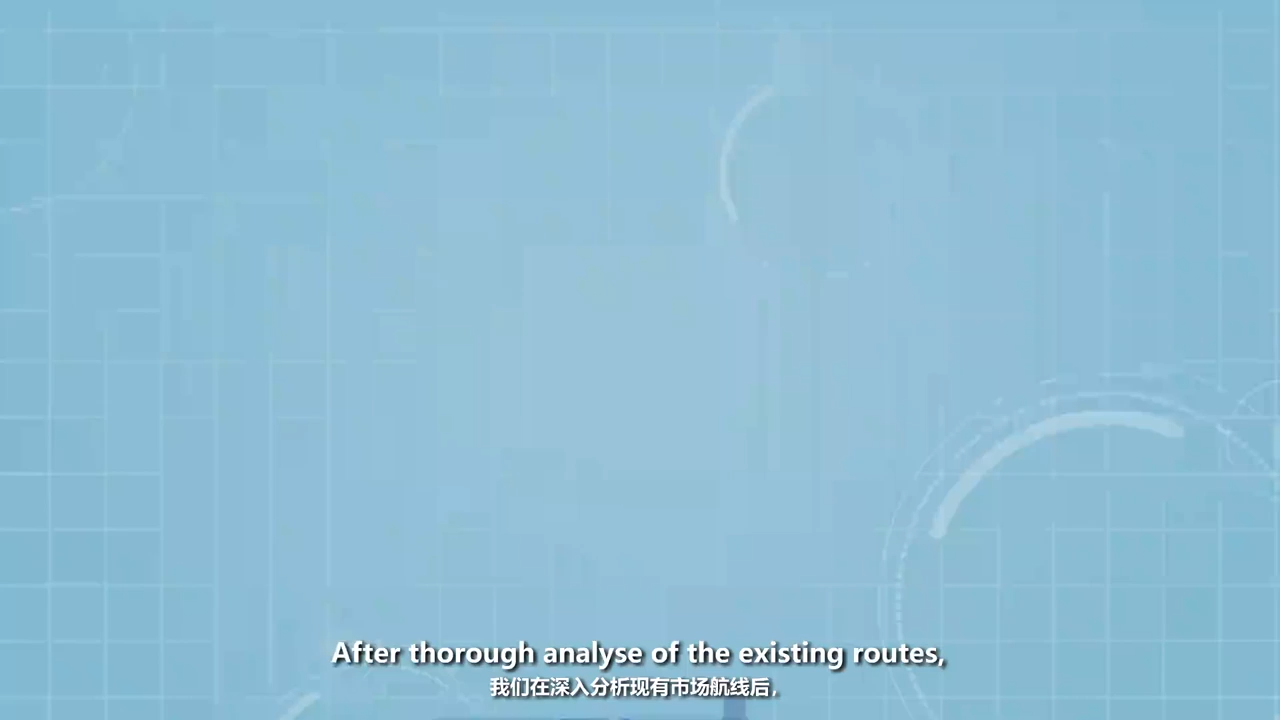 After thorough analyse of the existing routes,
我们在深入分析现有市场航线后,